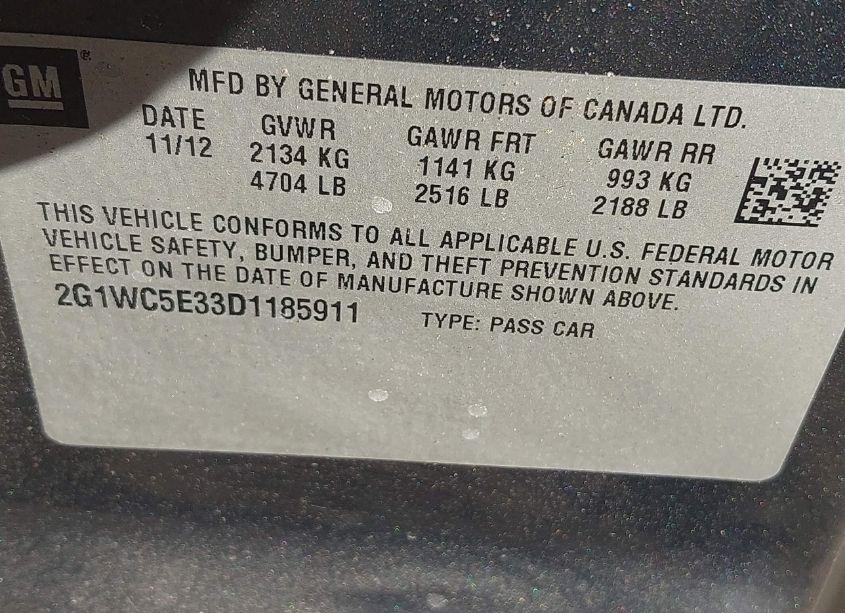 GM®
MFD BY GENERAL MOTORS OF CANADA LTD.
DATE GVWR GAWR FRT GAWR RR
11/12 2134 KG 1141 KG 993 KG
4704 LB 2516 LB 2188 LB
THIS VEHICLE CONFORMS TO ALL APPLICABLE U.S. FEDERAL MOTOR
VEHICLE SAFETY, BUMPER, AND THEFT PREVENTION STANDARDS IN
EFFECT ON THE DATE OF MANUFACTURE SHOWN ABOVE.
2G1WC5E33D1185911 TYPE: PASS CAR